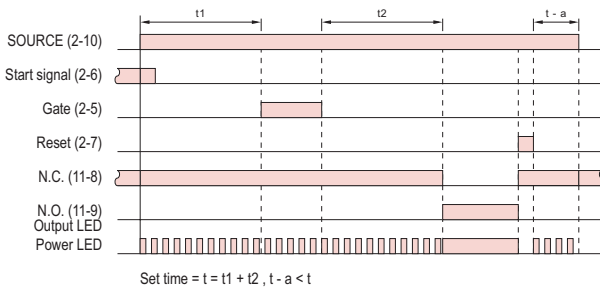 t1
t2
t - a
SOURCE (2-10)
Start signal (2-6)
Gate (2-5)
Reset (2-7)
N.C. (11-8)
N.O. (11-9)
Output LED
Power LED
Set time = t = t1 + t2 , t - a < t